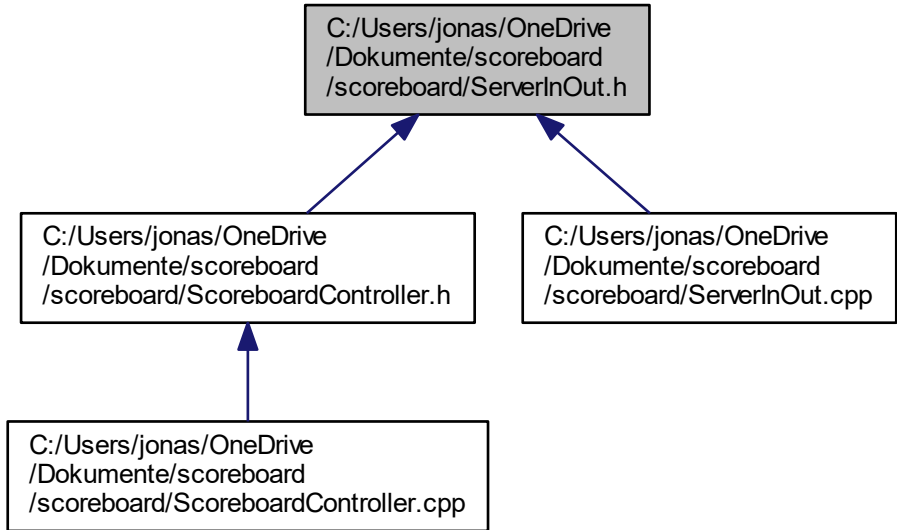 C:/Users/jonas/OneDrive
/Dokumente/scoreboard
/scoreboard/ServerInOut.h
C:/Users/jonas/OneDrive
/Dokumente/scoreboard
/scoreboard/ScoreboardController.h
C:/Users/jonas/OneDrive
/Dokumente/scoreboard
/scoreboard/ServerInOut.cpp
C:/Users/jonas/OneDrive
/Dokumente/scoreboard
/scoreboard/ScoreboardController.cpp